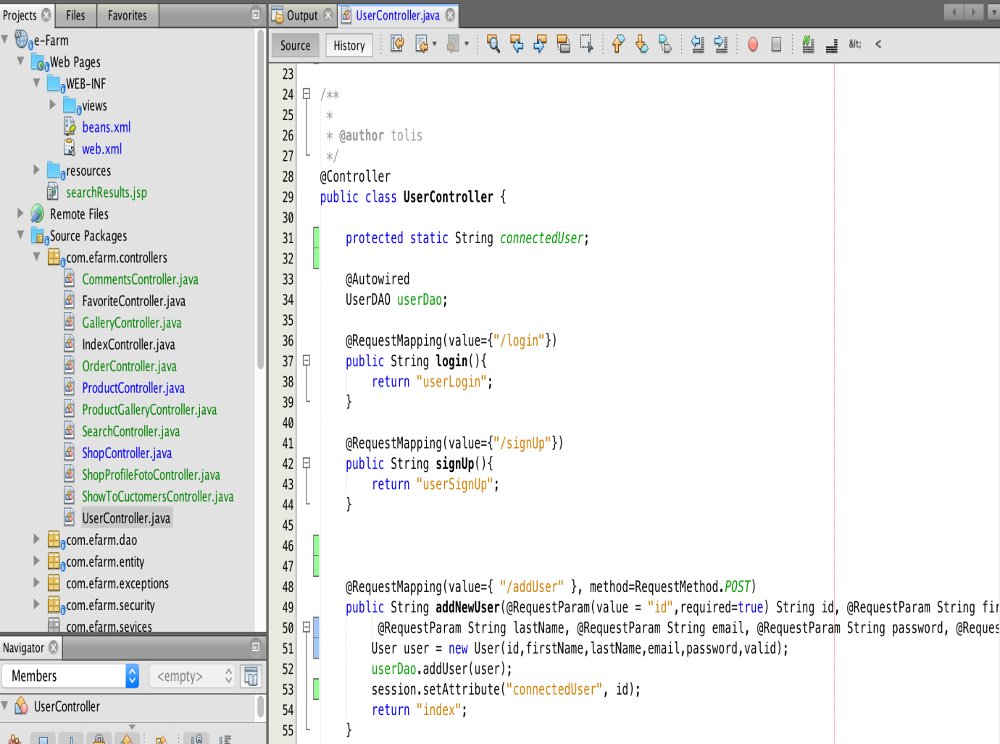 Projects
Files
Favorites
e-Farm
Web Pages
WEB-INF
views
beans.xml
web.xml
resources
searchResults.jsp
Remote Files
Source Packages
com.efarm.controllers
CommentsController.java
FavoriteController.java
GalleryController.java
IndexController.java
OrderController.java
ProductController.java
ProductGalleryController.java
SearchController.java
ShopController.java
ShopProfileFotoController.java
ShowToCuctomersController.java
UserController.java
com.efarm.dao
com.efarm.entity
com.efarm.exceptions
com.efarm.security
com.efarm.sevices
Navigator
Members
<empty>
UserController
Output
UserController.java
Source
History
&lt;
<
23
24 /**
25 *
26 * @author tolis
27 */
28 @Controller
29 public class UserController {
30
31 protected static String connectedUser;
32
33 @Autowired
34 UserDAO userDao;
35
36 @RequestMapping(value={"/login"})
37 public String login(){
38 return "userLogin";
39 }
40
41 @RequestMapping(value={"/signUp"})
42 public String signUp(){
43 return "userSignUp";
44 }
45
46
47
48 @RequestMapping(value={ "/addUser" }, method=RequestMethod.POST)
49 public String addNewUser(@RequestParam(value = "id",required=true) String id, @RequestParam String fir
50 @RequestParam String lastName, @RequestParam String email, @RequestParam String password, @Reques
51 User user = new User(id,firstName,lastName,email,password,valid);
52 userDao.addUser(user);
53 session.setAttribute("connectedUser", id);
54 return "index";
55 }